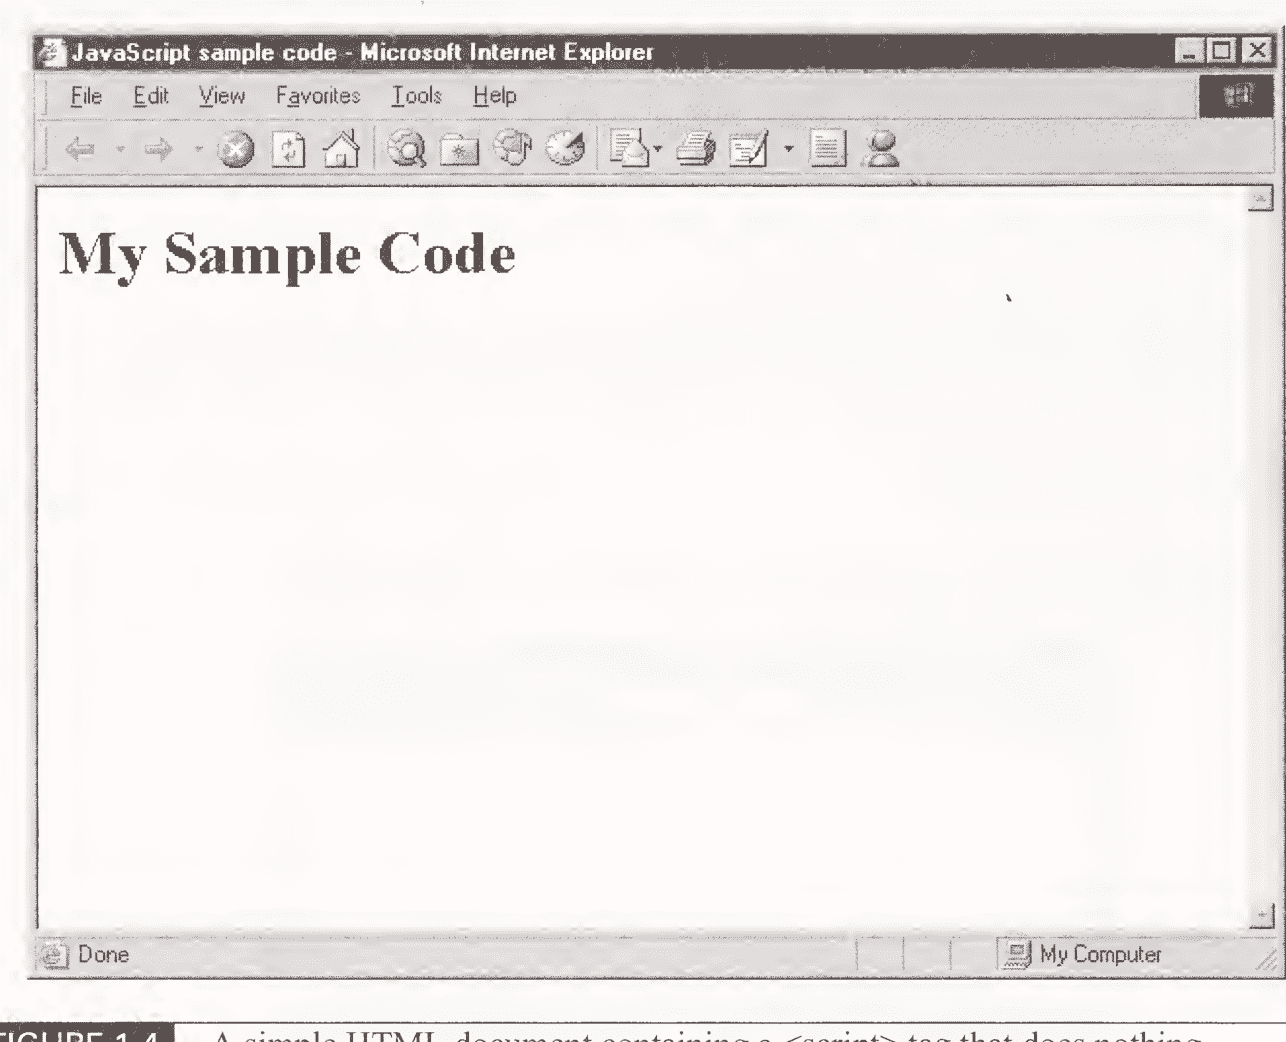 JavaScript sample code - Microsoft Internet Explorer
File Edit View Favorites Tools Help
My Sample Code
Done
My Computer
FIGURE 1.4 A simple HTML document containing a <script> tag that does nothing